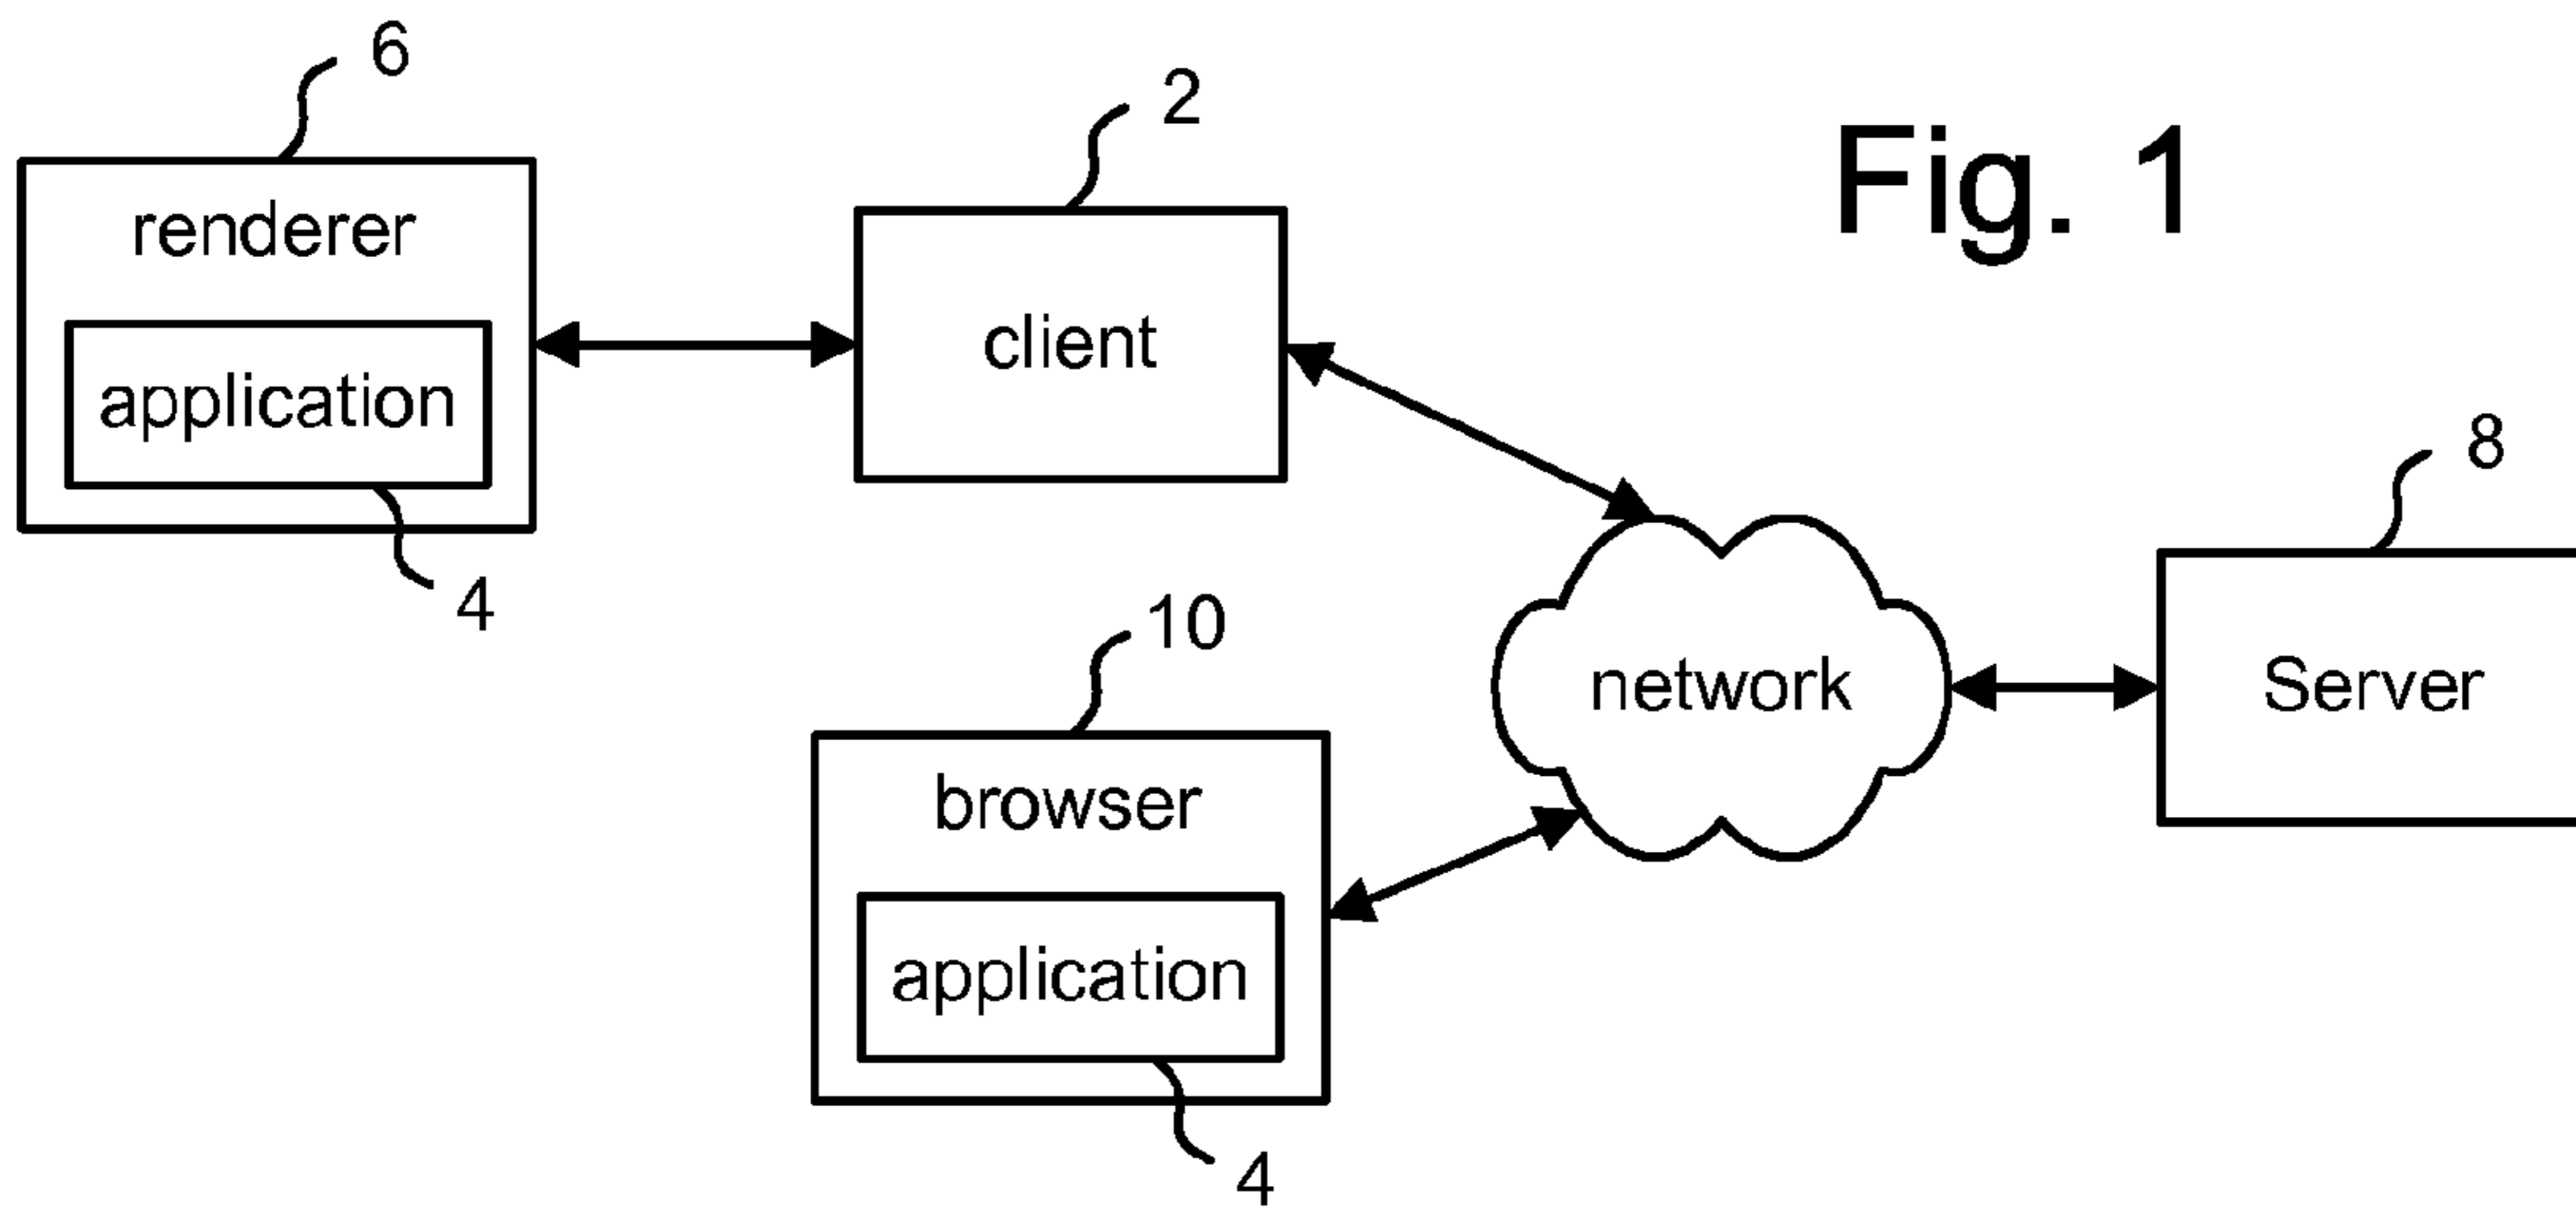 6
2
Fig. 1
renderer
client
application
8
4
10
network
Server
browser
application
4